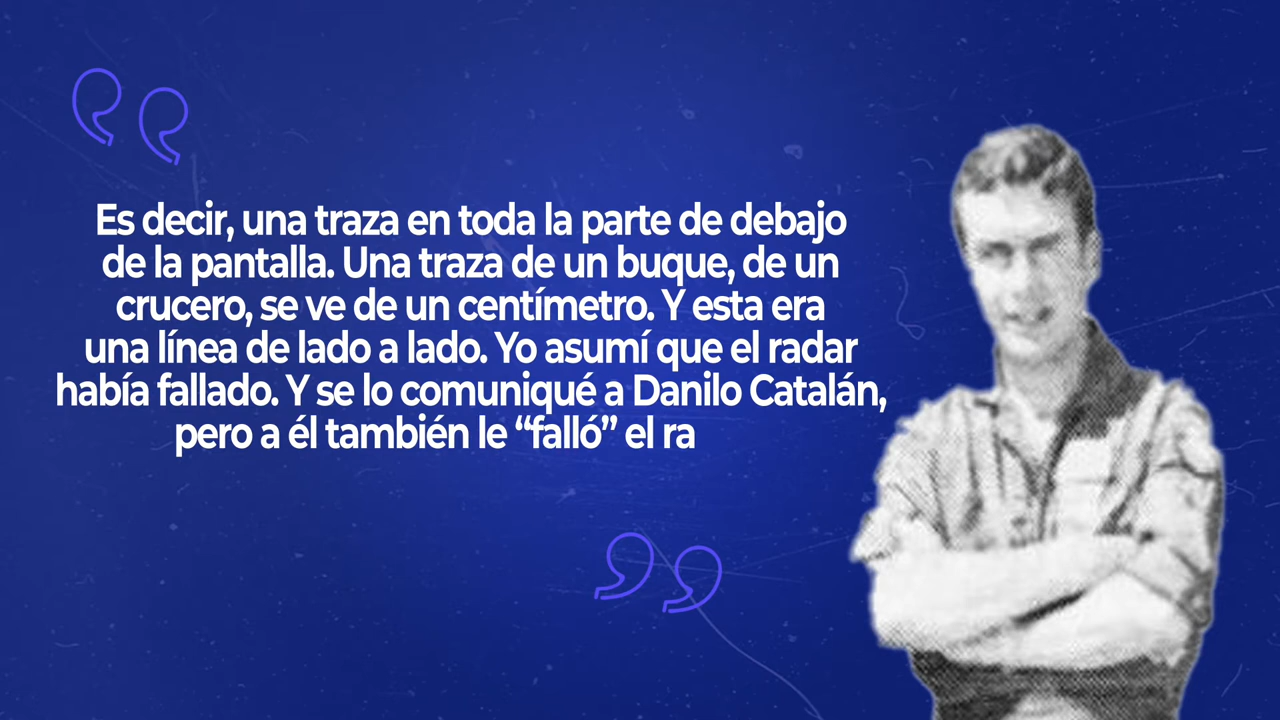 Es decir, una traza en toda la parte de debajo
de la pantalla. Una traza de un buque, de un
crucero, se ve de un centímetro. Y esta era
una línea de lado a lado. Yo asumí que el radar
había fallado. Y se lo comuniqué a Danilo Catalán,
pero a él también le “falló” el ra